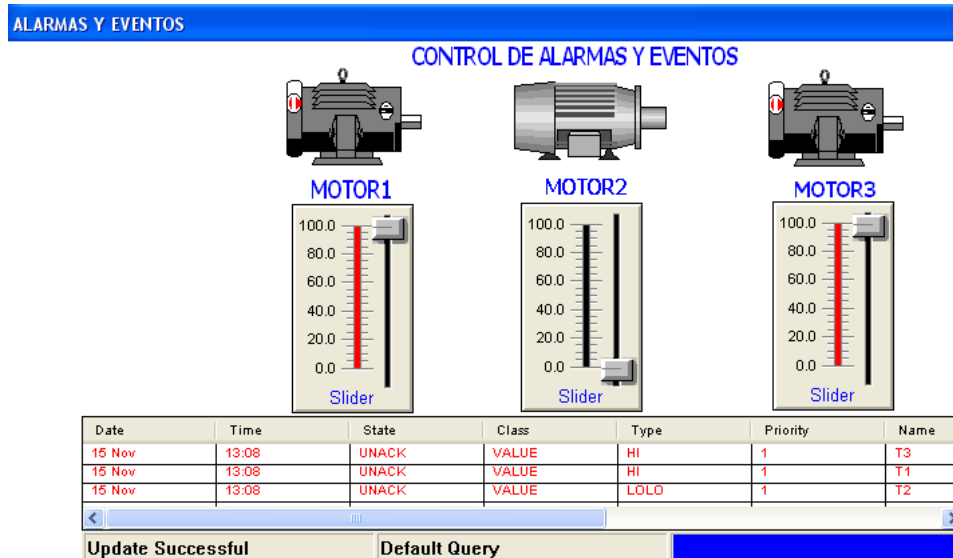 ALARMAS Y EVENTOS
CONTROL DE ALARMAS Y EVENTOS
MOTOR1
100.0
80.0
60.0
40.0
20.0
0.0
Slider
MOTOR2
100.0
80.0
60.0
40.0
20.0
0.0
Slider
MOTOR3
100.0
80.0
60.0
40.0
20.0
0.0
Slider
Date Time State Class Type Priority Name
15 Nov 13:08 UNACK VALUE HI 1 T3
15 Nov 13:08 UNACK VALUE HI 1 T1
15 Nov 13:08 UNACK VALUE LOLO 1 T2
Update Successful Default Query